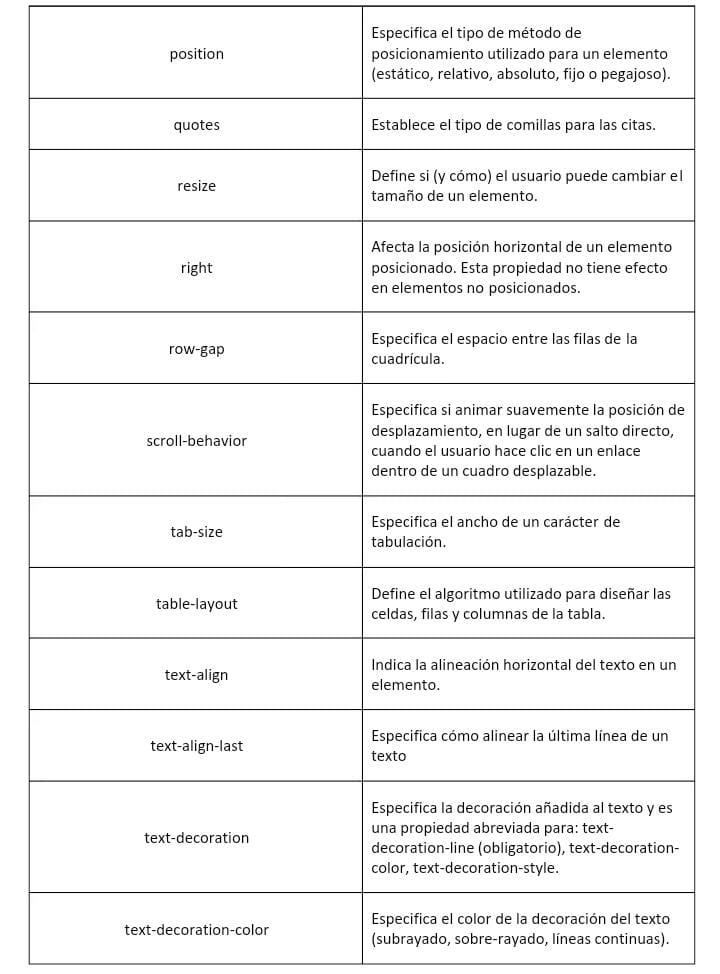 position
Especifica el tipo de método de
posicionamiento utilizado para un elemento
(estático, relativo, absoluto, fijo o pegajoso).
quotes
Establece el tipo de comillas para las citas.
resize
Define si (y cómo) el usuario puede cambiar el
tamaño de un elemento.
right
Afecta la posición horizontal de un elemento
posicionado. Esta propiedad no tiene efecto
en elementos no posicionados.
row-gap
Especifica el espacio entre las filas de la
cuadrícula.
scroll-behavior
Especifica si animar suavemente la posición de
desplazamiento, en lugar de un salto directo,
cuando el usuario hace clic en un enlace
dentro de un cuadro desplazable.
tab-size
Especifica el ancho de un carácter de
tabulación.
table-layout
Define el algoritmo utilizado para diseñar las
celdas, filas y columnas de la tabla.
text-align
Indica la alineación horizontal del texto en un
elemento.
text-align-last
Especifica cómo alinear la última línea de un
texto
text-decoration
Especifica la decoración añadida al texto y es
una propiedad abreviada para: text-
decoration-line (obligatorio), text-decoration-
color, text-decoration-style.
text-decoration-color
Especifica el color de la decoración del texto
(subrayado, sobre-rayado, líneas continuas).